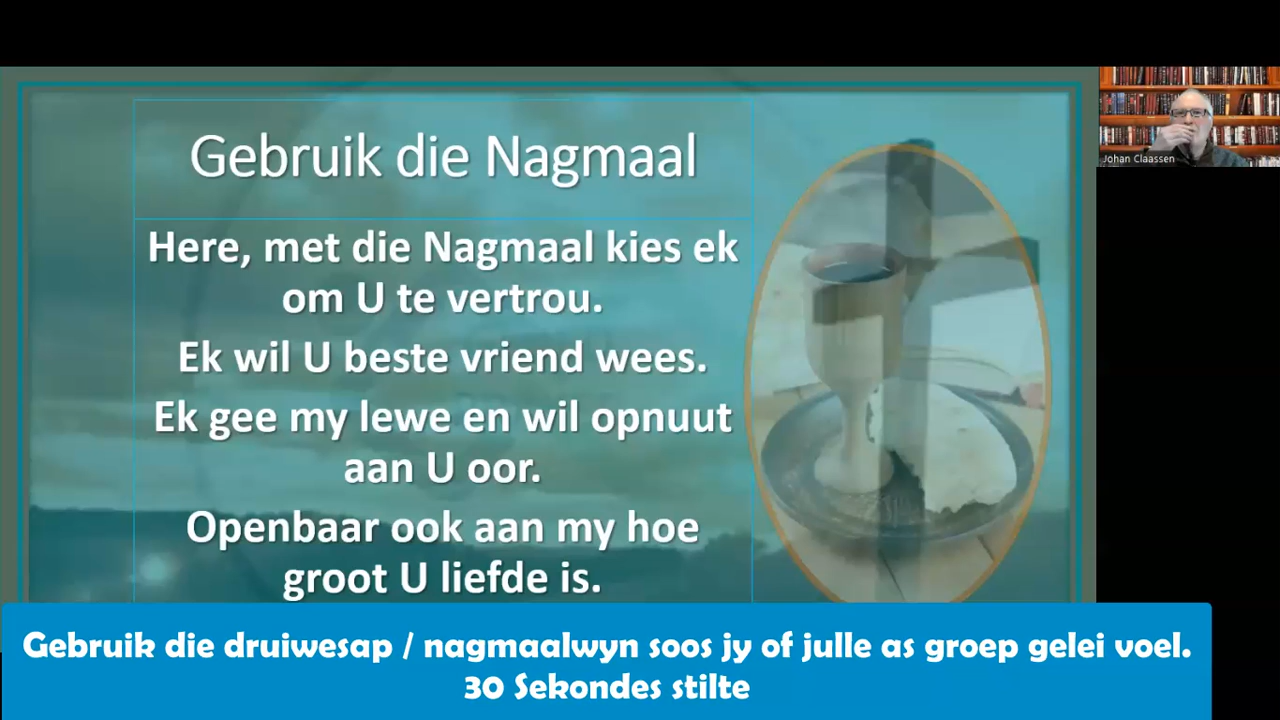 Gebruik die Nagmaal
Here, met die Nagmaal kies ek
om U te vertrou.
Ek wil U beste vriend wees.
Ek gee my lewe en wil opnuut
aan U oor.
Openbaar ook aan my hoe
groot U liefde is.
Johan Claassen
Gebruik die druiwesap / nagmaalwyn soos jy of julle as groep gelei voel.
30 Sekondes stilte